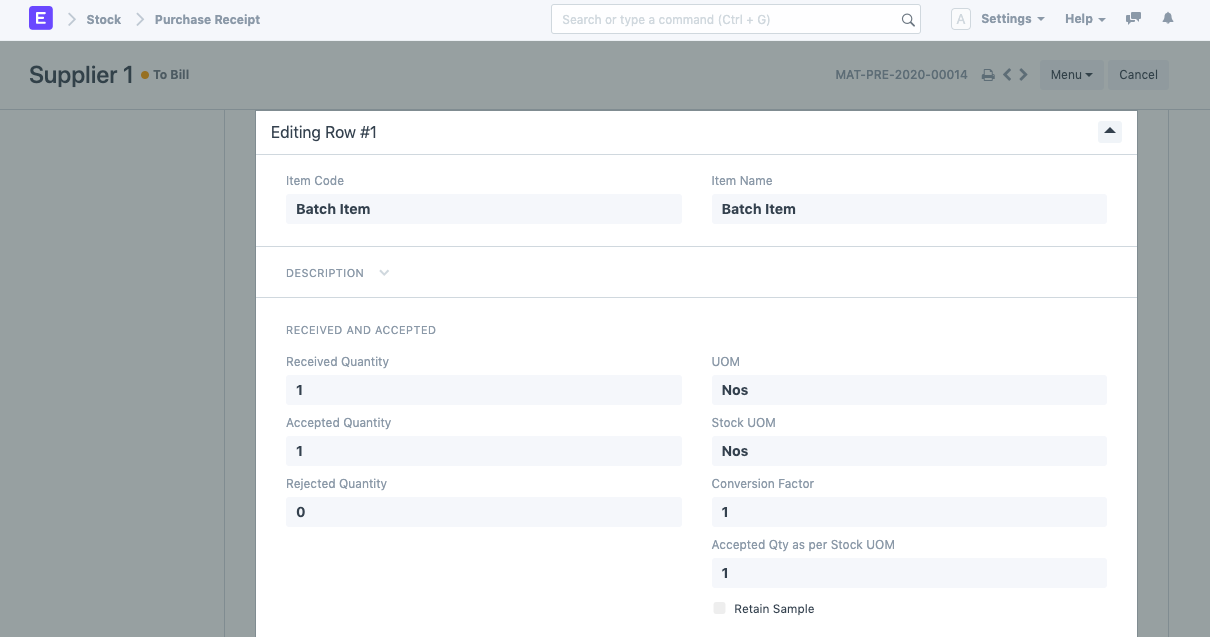 E Stock Purchase Receipt Search or type a command (Ctrl + G) A Settings Help
Supplier 1 To Bill MAT-PRE-2020-00014 Menu Cancel
Editing Row #1
Item Code Item Name
Batch Item Batch Item
DESCRIPTION
RECEIVED AND ACCEPTED
Received Quantity UOM
1 Nos
Accepted Quantity Stock UOM
1 Nos
Rejected Quantity Conversion Factor
0 1
Accepted Qty as per Stock UOM
1
Retain Sample